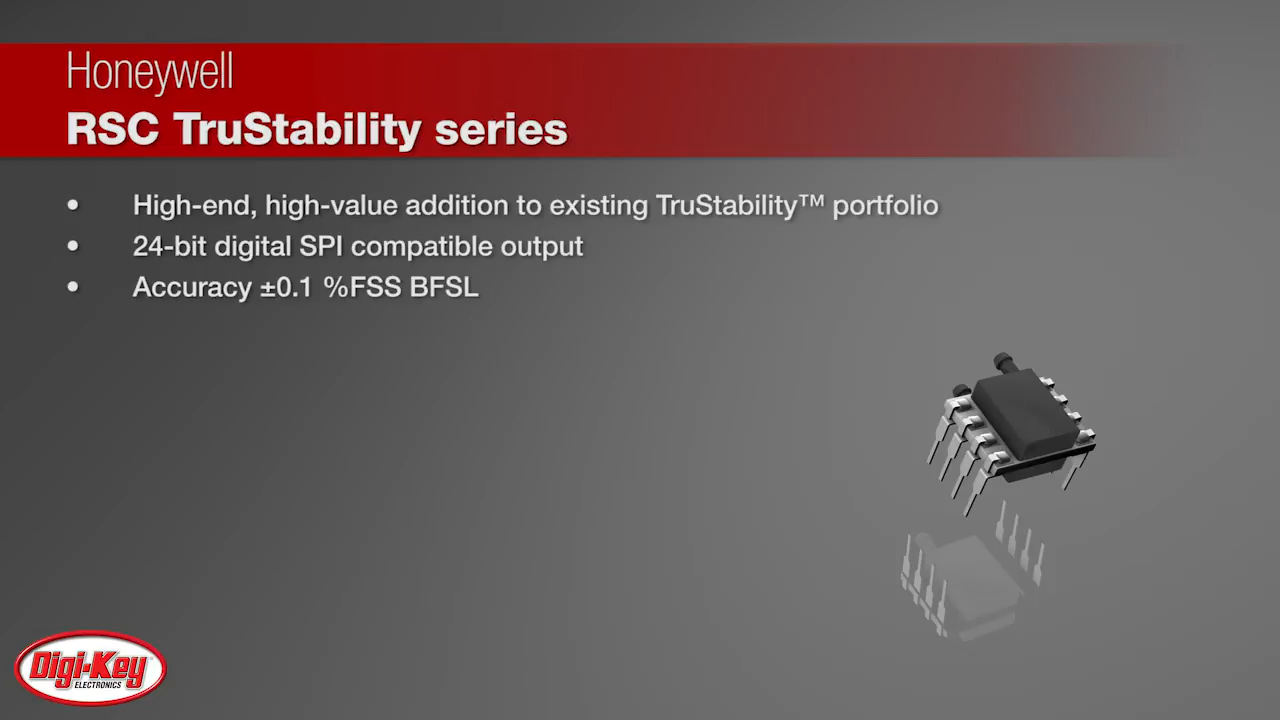 Honeywell
RSC TruStability series
• High-end, high-value addition to existing TruStability™ portfolio
• 24-bit digital SPI compatible output
• Accuracy ±0.1 %FSS BFSL
Digi-Key
ELECTRONICS